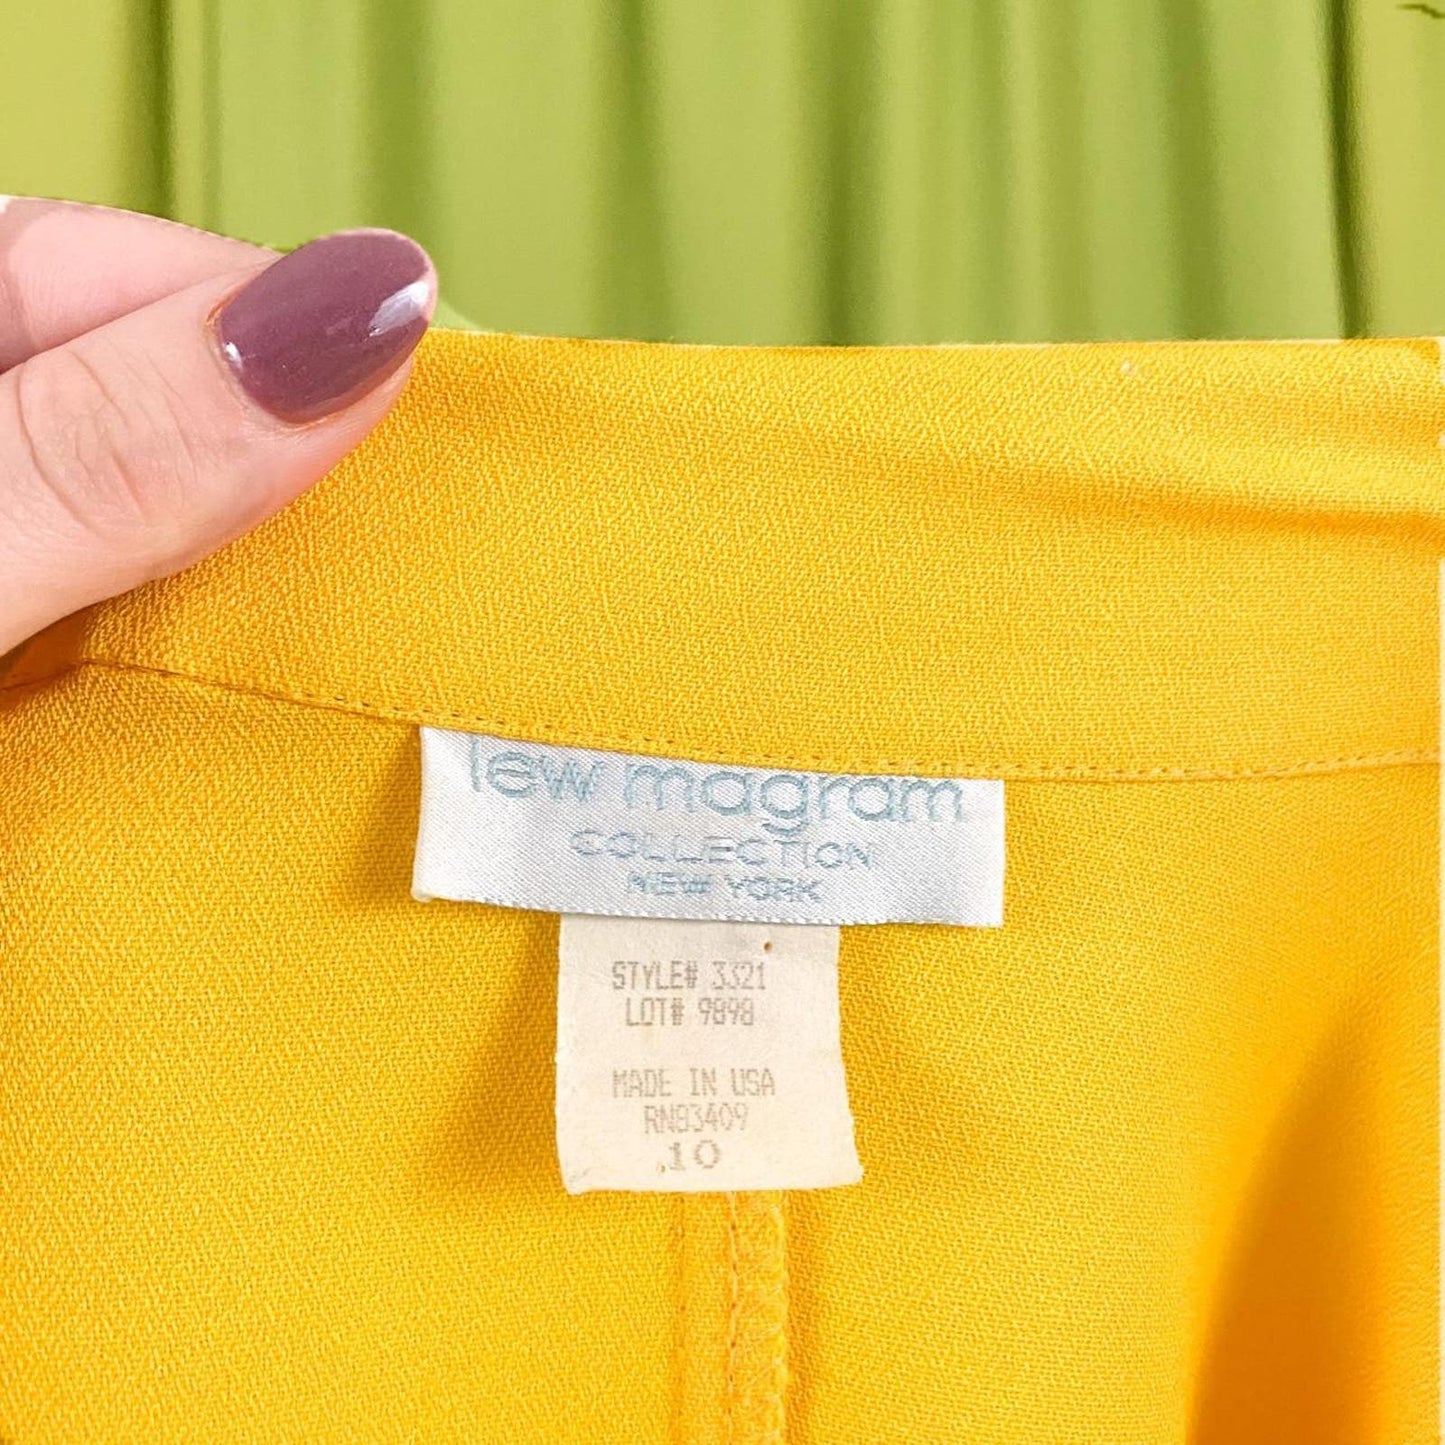 lew magram
COLLECTION
NEW YORK
STYLE# 3321
LOT# 9898
MADE IN USA
RN83409
10